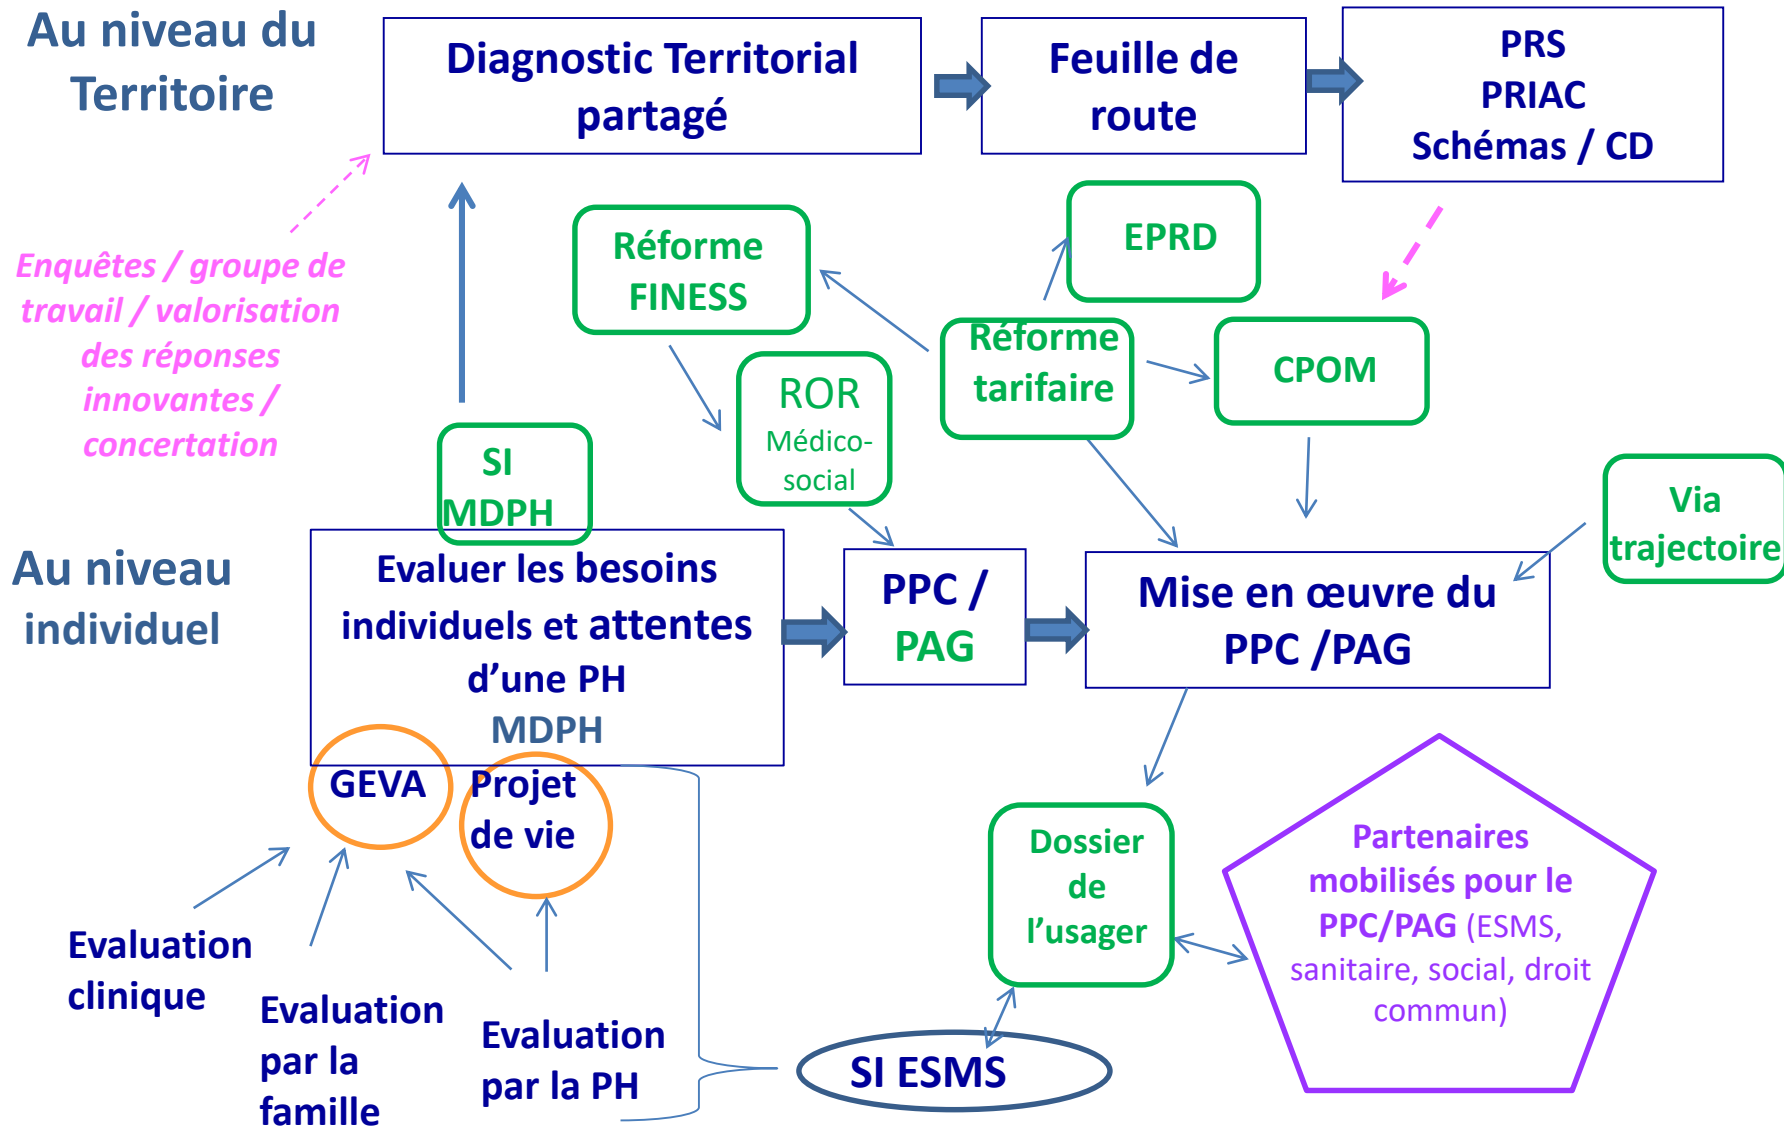 Au niveau du
Territoire
Diagnostic Territorial
partagé
Feuille de
route
PRS
PRIAC
Schémas / CD
Enquêtes / groupe de
travail / valorisation
des réponses
innovantes /
concertation
Réforme
FINESS
EPRD
Réforme
tarifaire
CPOM
ROR
Médico-
social
SI
MDPH
Via
trajectoire
Au niveau
individuel
Evaluer les besoins
individuels et attentes
d’une PH
MDPH
PPC /
PAG
Mise en œuvre du
PPC /PAG
GEVA
Projet
de vie
Evaluation
clinique
Evaluation
par la
famille
Evaluation
par la PH
SI ESMS
Dossier
de
l’usager
Partenaires
mobilisés pour le
PPC/PAG (ESMS,
sanitaire, social, droit
commun)